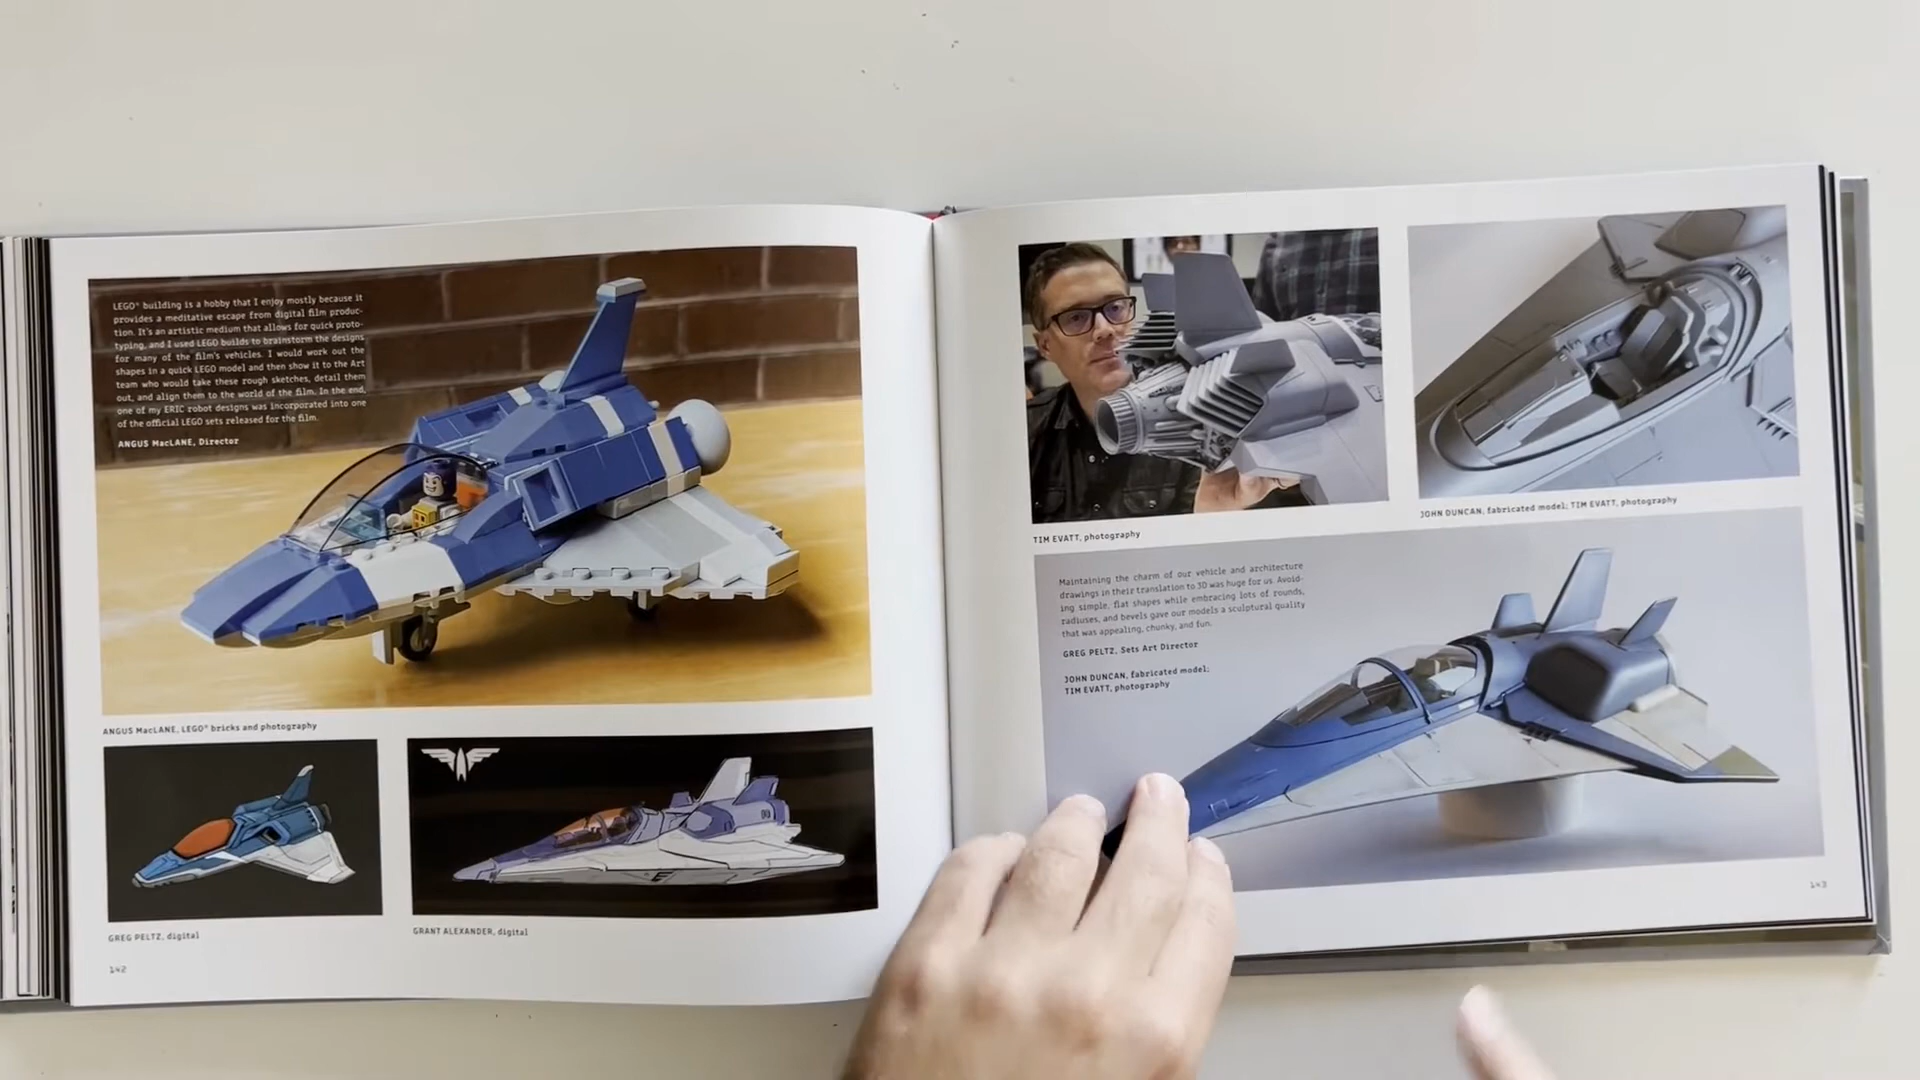 LEGO® building is a hobby that I enjoy mostly because it
provides a meditative escape from digital film produc-
tion. It's an artistic medium that allows for quick proto-
typing, and I used LEGO builds to brainstorm the designs
for many of the film's vehicles. I would work out the
shapes in a quick LEGO model and then show it to the Art
team who would take these rough sketches, detail them
out, and align them to the world of the film. In the end,
one of my ERIC robot designs was incorporated into one
of the official LEGO sets released for the film.
ANGUS MacLANE, Director
ANGUS MacLANE, LEGO® bricks and photography
GREG PELTZ, digital
GRANT ALEXANDER, digital
142
TIM EVATT, photography
JOHN DUNCAN, fabricated model; TIM EVATT, photography
Maintaining the charm of our vehicle and architecture
drawings in their translation to 3D was huge for us. Avoid-
ing simple, flat shapes while embracing lots of rounds,
radiuses, and bevels gave our models a sculptural quality
that was appealing, chunky, and fun.
GREG PELTZ, Sets Art Director
JOHN DUNCAN, fabricated model;
TIM EVATT, photography
143